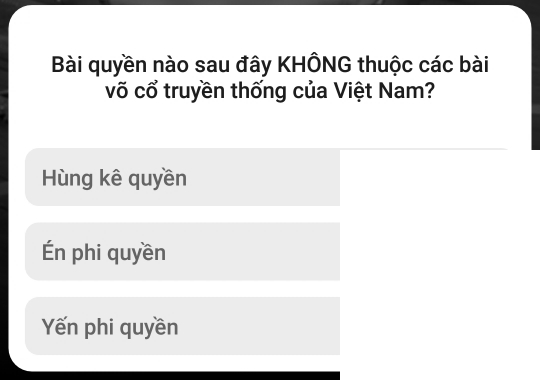 Bài quyền nào sau đây KHÔNG thuộc các bài
võ cổ truyền thống của Việt Nam?
Hùng kê quyền
Én phi quyền
Yến phi quyền